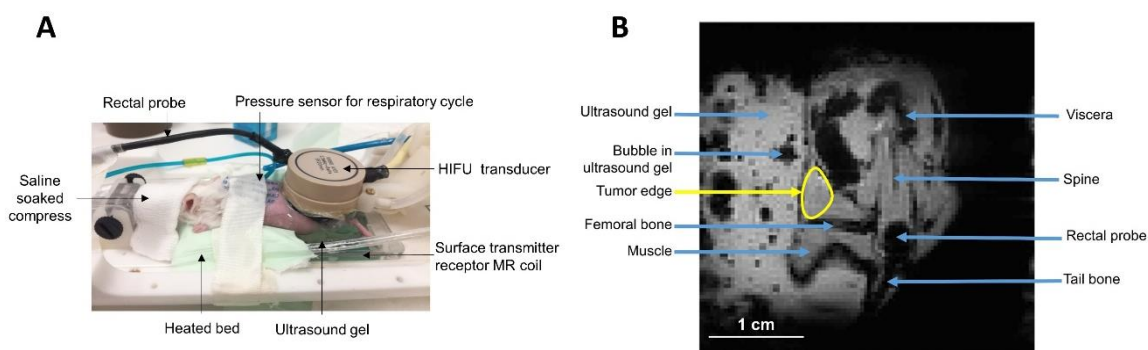 A
Rectal probe
Pressure sensor for respiratory cycle
HIFU transducer
Saline
soaked
compress
Surface transmitter
receptor MR coil
Heated bed
Ultrasound gel
B
Ultrasound gel
Bubble in
ultrasound gel
Tumor edge
Femoral bone
Muscle
Viscera
Spine
Rectal probe
Tail bone
1 cm